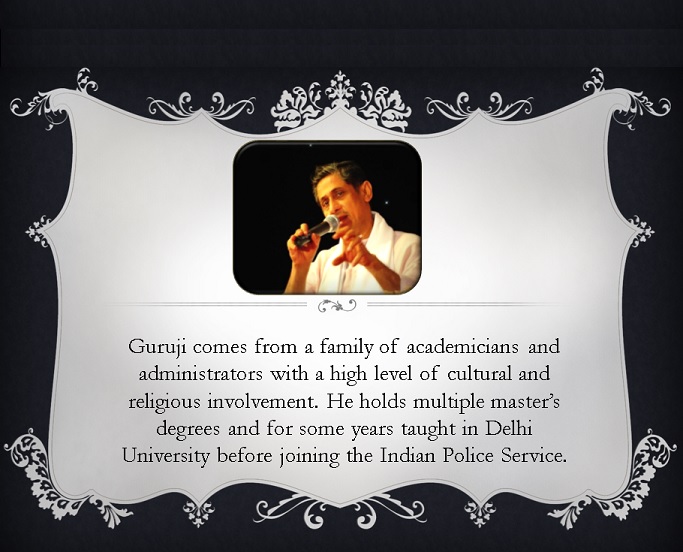 Guruji comes from a family of academicians and
administrators with a high level of cultural and
religious involvement. He holds multiple master’s
degrees and for some years taught in Delhi
University before joining the Indian Police Service.